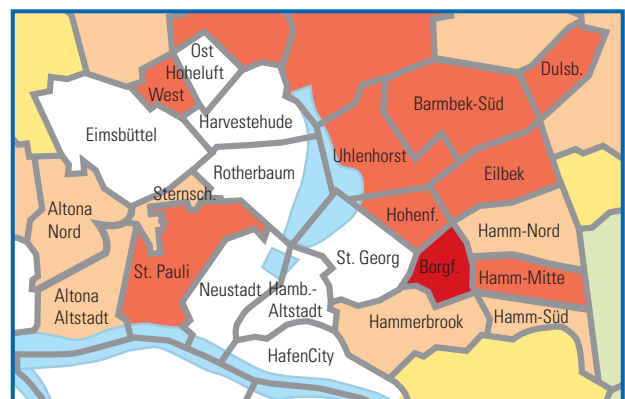 Ost
Hoheluft
West
Dulsb.
Barmbek-Süd
Harvestehude
Eimsbüttel
Uhlenhorst
Rotherbaum
Eilbek
Sternsch.
Altona
Nord
Hohenf.
Hamm-Nord
St. Georg
Borgf.
St. Pauli
Hamm-Mitte
Neustadt
Hamb.-
Altstadt
Altona
Altstadt
Hammerbrook
Hamm-Süd
HafenCity